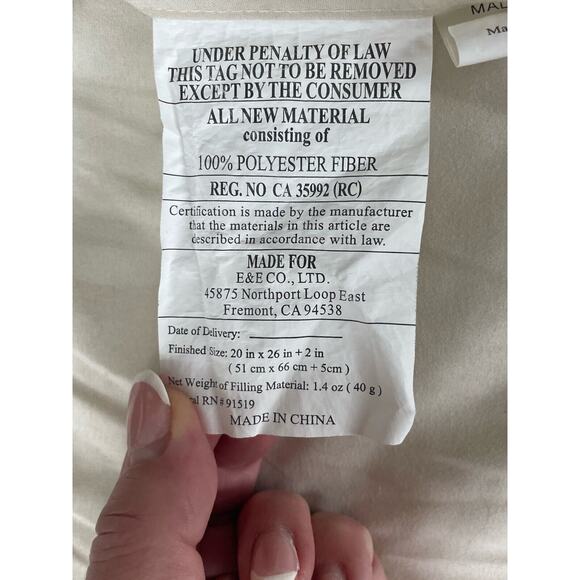 UNDER PENALTY OF LAW
THIS TAG NOT TO BE REMOVED
EXCEPT BY THE CONSUMER
ALL NEW MATERIAL
consisting of
100% POLYESTER FIBER
REG. NO CA 35992 (RC)
Certification is made by the manufacturer
that the materials in this article are
described in accordance with law.
MADE FOR
E&E CO., LTD.
45875 Northport Loop East
Fremont, CA 94538
Date of Delivery:
Finished Size: 20 in x 26 in + 2 in
( 51 cm x 66 cm + 5cm )
Net Weight of Filling Material: 1.4 oz ( 40 g )
RN# 91519
MADE IN CHINA